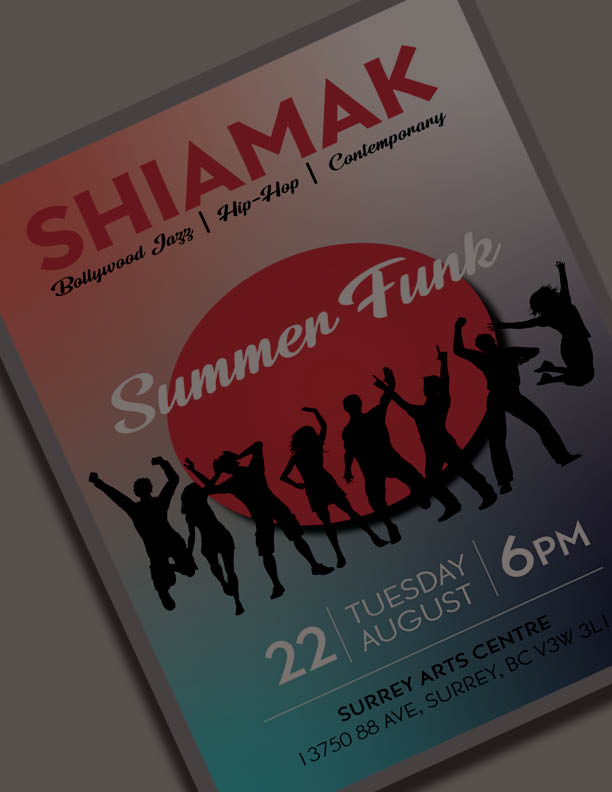 SHIAMAK
Bollywood Jazz | Hip-Hop | Contemporary
Summer Funk
22 | TUESDAY AUGUST | 6PM
SURREY ARTS CENTRE
13750 88 AVE, SURREY, BC V3W 3L1